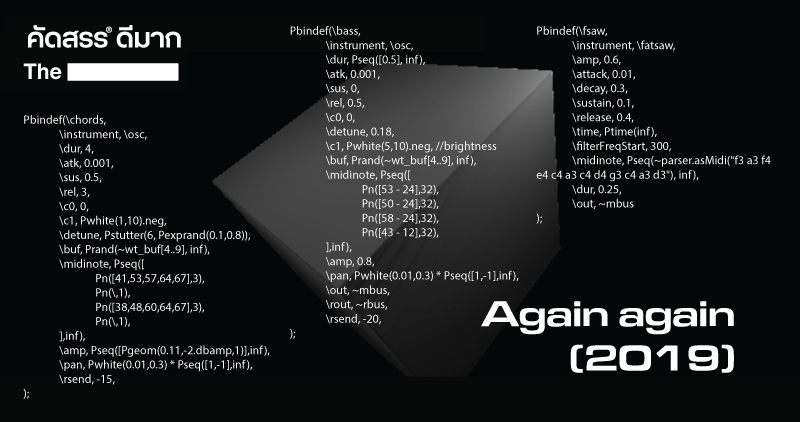 คัดสรร® ดีมาก
The
Pbindef(\chords,
\instrument, \osc,
\dur, 4,
\atk, 0.001,
\sus, 0.5,
\rel, 3,
\c0, 0,
\c1, Pwhite(1,10).neg,
\detune, Pstutter(6, Pexprand(0.1,0.8)),
\buf, Prand(~wt_buf[4..9], inf),
\midinote, Pseq([
Pn([41,53,57,64,67],3),
Pn(\,1),
Pn([38,48,60,64,67],3),
Pn(\,1),
],inf),
\amp, Pseq([Pgeom(0.11,-2.dbamp,1)],inf),
\pan, Pwhite(0.01,0.3) * Pseq([1,-1],inf),
\rsend, -15,
);
Pbindef(\bass,
\instrument, \osc,
\dur, Pseq([0.5], inf),
\atk, 0.001,
\sus, 0,
\rel, 0.5,
\c0, 0,
\detune, 0.18,
\c1, Pwhite(5,10).neg, //brightness
\buf, Prand(~wt_buf[4..9], inf),
\midinote, Pseq([
Pn([53 - 24],32),
Pn([50 - 24],32),
Pn([58 - 24],32),
Pn([43 - 12],32),
],inf),
\amp, 0.8,
\pan, Pwhite(0.01,0.3) * Pseq([1,-1],inf),
\out, ~mbus,
\rout, ~rbus,
\rsend, -20,
);
Pbindef(\fsaw,
\instrument, \fatsaw,
\amp, 0.6,
\attack, 0.01,
\decay, 0.3,
\sustain, 0.1,
\release, 0.4,
\time, Ptime(inf),
\filterFreqStart, 300,
\midinote, Pseq(~parser.asMidi("f3 a3 f4
e4 c4 a3 c4 d4 g3 c4 a3 d3"), inf),
\dur, 0.25,
\out, ~mbus
);
Again again
(2019)